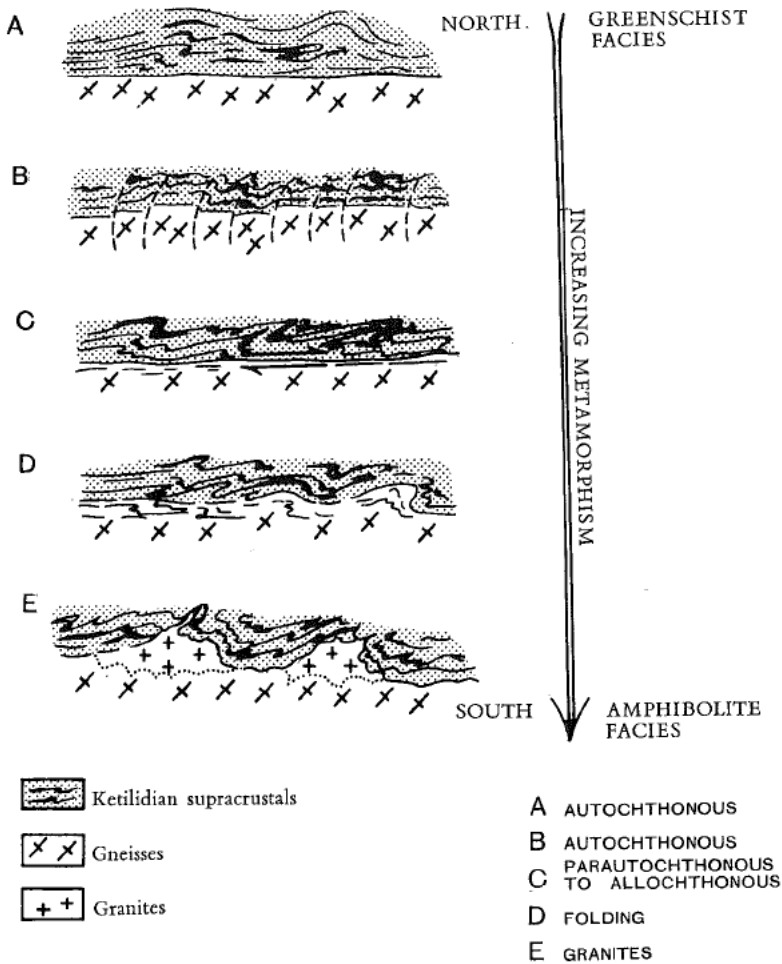 A
NORTH.
GREENSCHIST
FACIES
B
INCREASING METAMORPHISM
C
D
E
SOUTH
AMPHIBOLITE
FACIES
Ketilidian supracrustals
Gneisses
Granites
A AUTOCHTHONOUS
B AUTOCHTHONOUS
C PARAUTOCHTHONOUS
TO ALLOCHTHONOUS
D FOLDING
E GRANITES